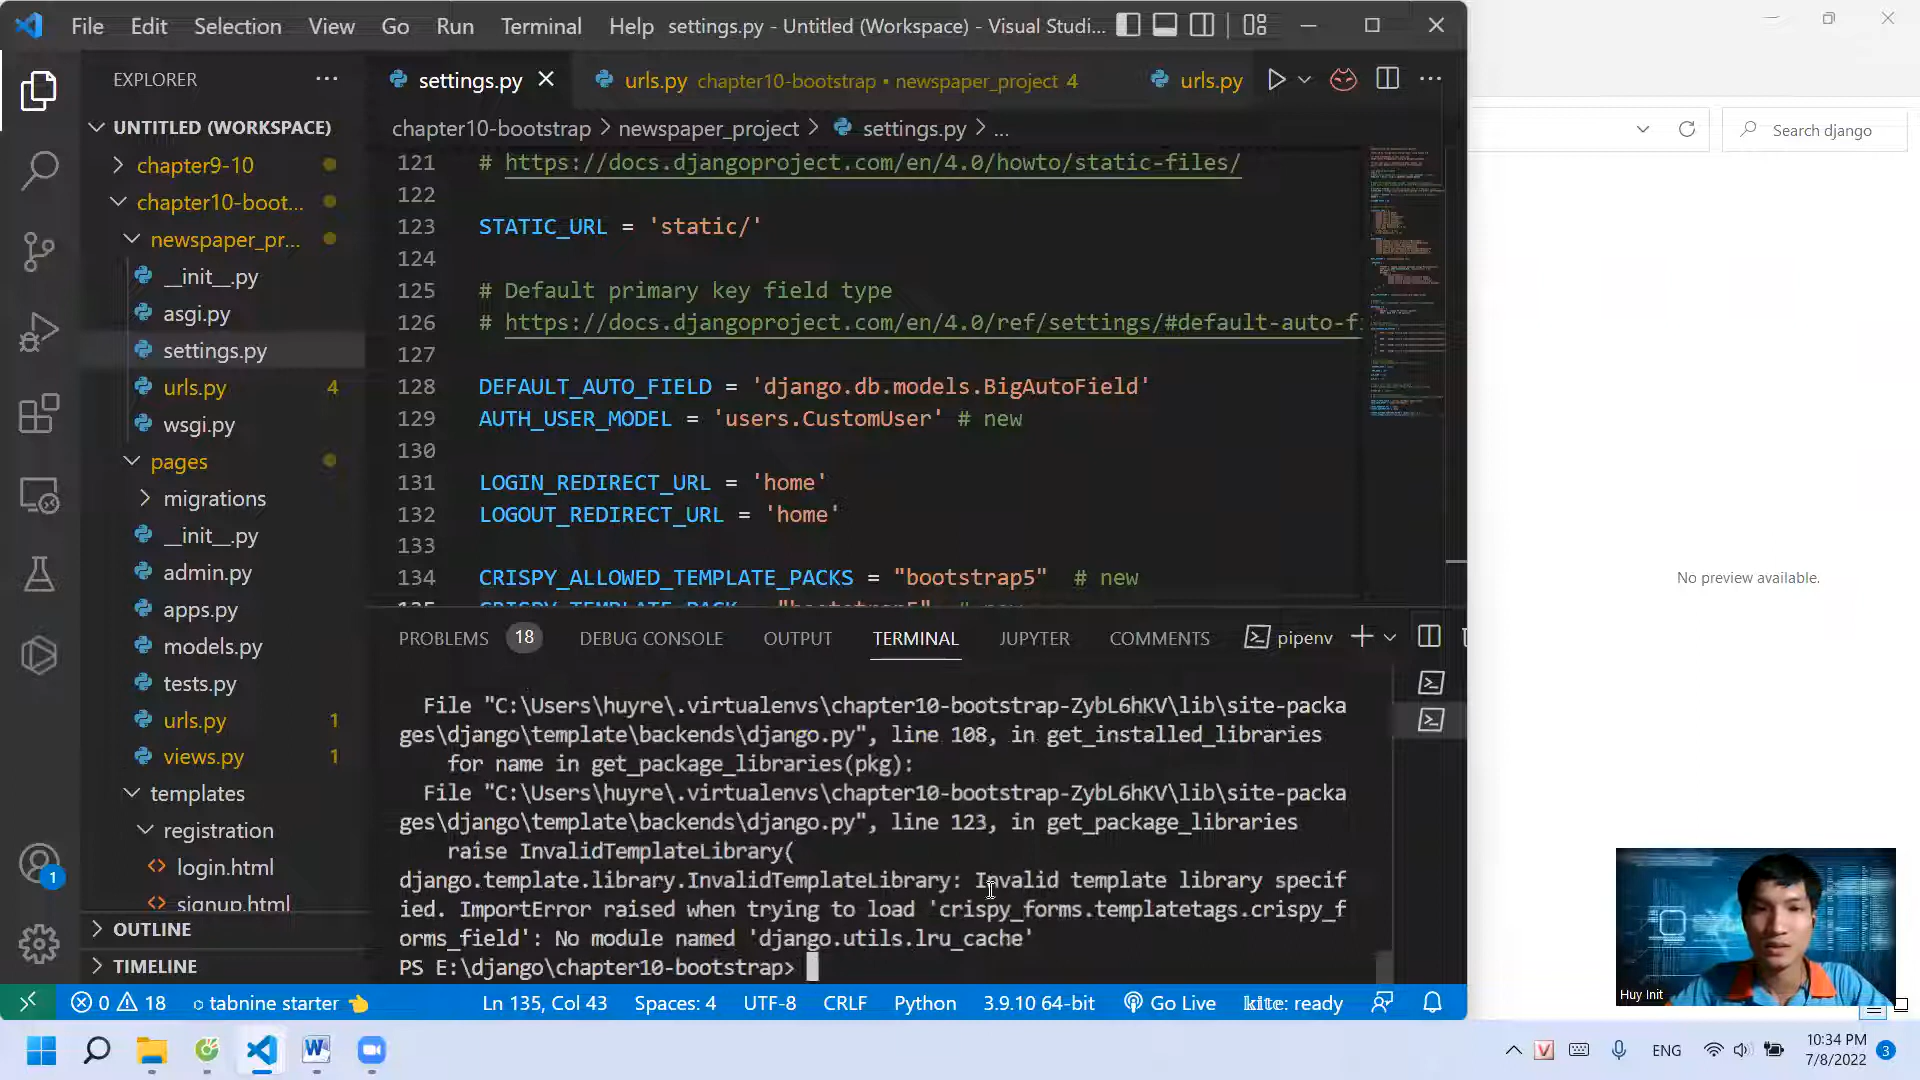 File Edit Selection View Go Run Terminal Help settings.py - Untitled (Workspace) - Visual Studi...
EXPLORER
UNTITLED (WORKSPACE)
chapter9-10
chapter10-boot...
newspaper_pr...
__init__.py
asgi.py
settings.py
urls.py 4
wsgi.py
pages
migrations
__init__.py
admin.py
apps.py
models.py
tests.py
urls.py 1
views.py 1
templates
registration
login.html
signup.html
OUTLINE
TIMELINE
1
settings.py urls.py chapter10-bootstrap • newspaper_project 4 urls.py
chapter10-bootstrap > newspaper_project > settings.py > ...
121 # https://docs.djangoproject.com/en/4.0/howto/static-files/
122
123 STATIC_URL = 'static/'
124
125 # Default primary key field type
126 # https://docs.djangoproject.com/en/4.0/ref/settings/#default-auto-f
127
128 DEFAULT_AUTO_FIELD = 'django.db.models.BigAutoField'
129 AUTH_USER_MODEL = 'users.CustomUser' # new
130
131 LOGIN_REDIRECT_URL = 'home'
132 LOGOUT_REDIRECT_URL = 'home'
133
134 CRISPY_ALLOWED_TEMPLATE_PACKS = "bootstrap5" # new
135 CRISPY_TEMPLATE_PACK = "bootstrap5" # new
PROBLEMS 18 DEBUG CONSOLE OUTPUT TERMINAL JUPYTER COMMENTS pipenv
File "C:\Users\huyre\.virtualenvs\chapter10-bootstrap-ZybL6hKV\lib\site-packa
ges\django\template\backends\django.py", line 108, in get_installed_libraries
for name in get_package_libraries(pkg):
File "C:\Users\huyre\.virtualenvs\chapter10-bootstrap-ZybL6hKV\lib\site-packa
ges\django\template\backends\django.py", line 123, in get_package_libraries
raise InvalidTemplateLibrary(
django.template.library.InvalidTemplateLibrary: Invalid template library specif
ied. ImportError raised when trying to load 'crispy_forms.templatetags.crispy_f
orms_field': No module named 'django.utils.lru_cache'
PS E:\django\chapter10-bootstrap>
0 18 tabnine starter Ln 135, Col 43 Spaces: 4 UTF-8 CRLF Python 3.9.10 64-bit Go Live kite: ready
Search django
No preview available.
Huy Init
ENG 10:34 PM
7/8/2022 3